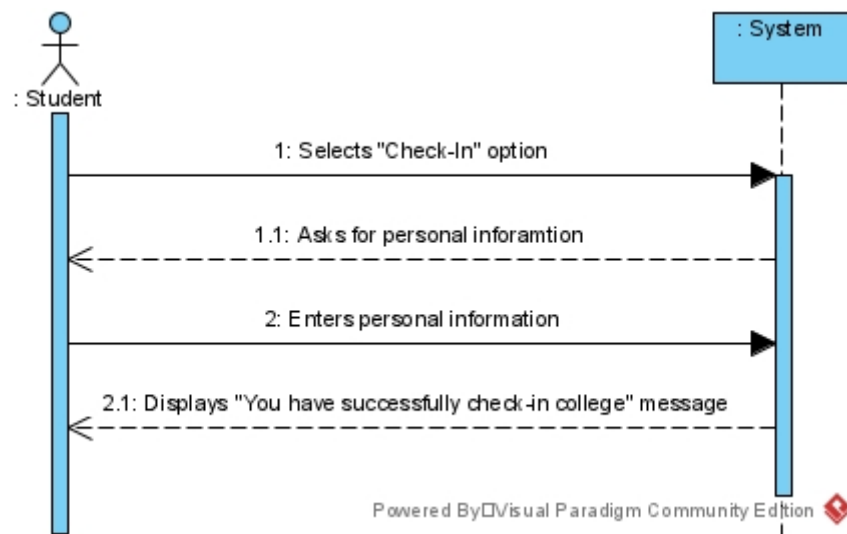 : System
: Student
1: Selects "Check-In" option
1.1: Asks for personal inforamtion
2: Enters personal information
2.1: Displays "You have successfully check-in college" message
Powered By□Visual Paradigm Community Edition